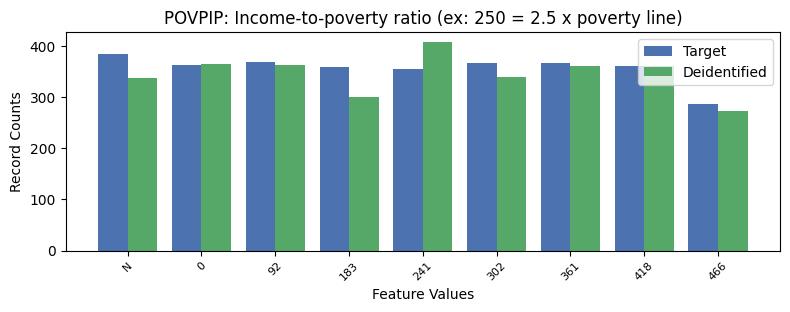 POVPIP: Income-to-poverty ratio (ex: 250 = 2.5 x poverty line)
Target
Deidentified
Record Counts
400
300
200
100
0
N
0
92
183
241
302
361
418
466
Feature Values